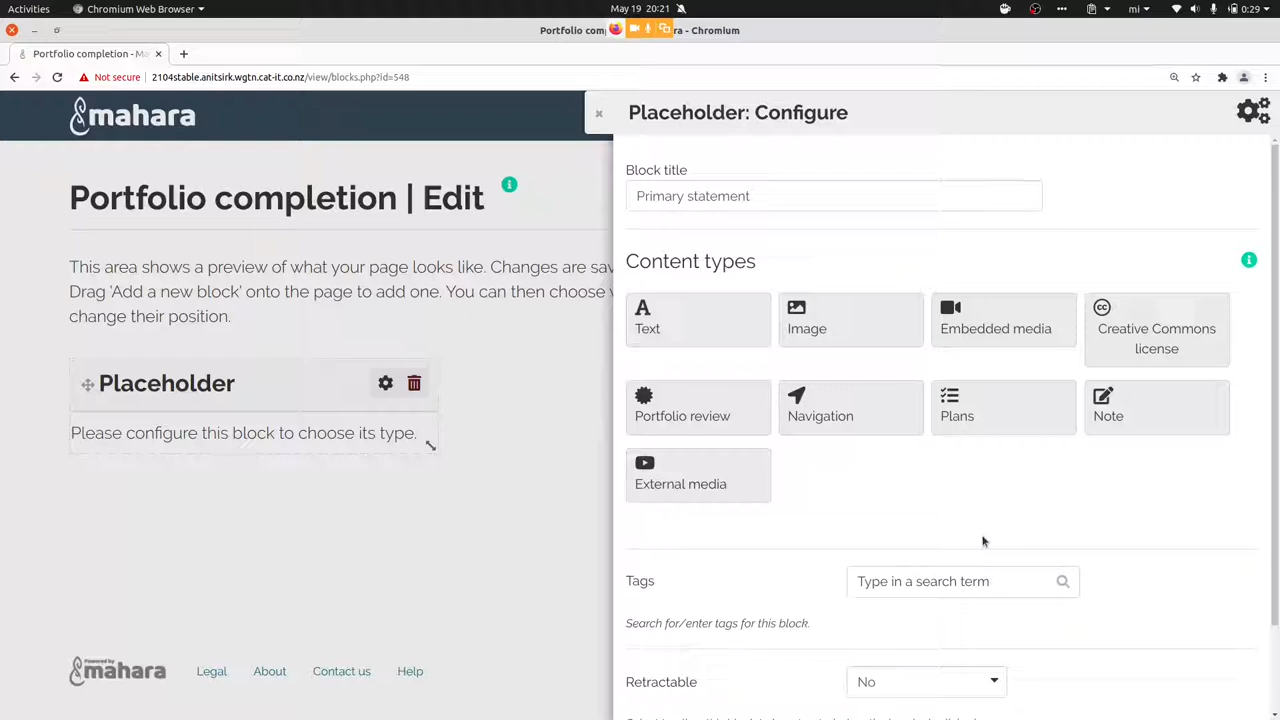 Activities
Chromium Web Browser
May 19 20:21
mi
0:29
Portfolio com
ra - Chromium
Portfolio completion - Ma
Not secure
2104stable.anitsirk.wgtn.cat-it.co.nz/view/blocks.php?id=548
mahara
Placeholder: Configure
Portfolio completion | Edit
This area shows a preview of what your page looks like. Changes are sav
Drag 'Add a new block' onto the page to add one. You can then choose
change their position.
Placeholder
Please configure this block to choose its type.
Block title
Primary statement
Content types
Text
Image
Embedded media
Creative Commons
license
Portfolio review
Navigation
Plans
Note
External media
Tags
Type in a search term
Search for/enter tags for this block.
Retractable
No
Powered by
mahara
Legal
About
Contact us
Help